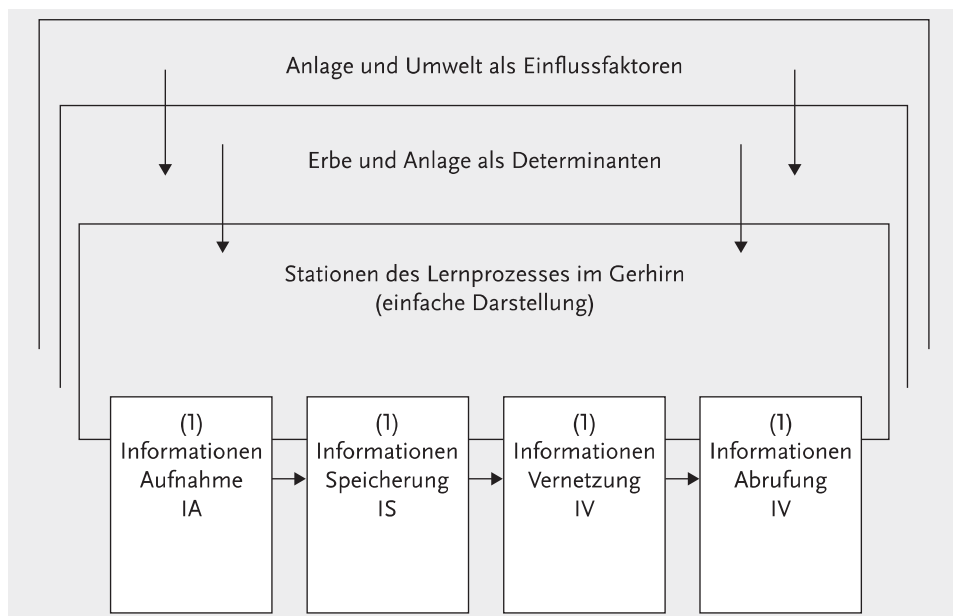 Anlage und Umwelt als Einflussfaktoren
Erbe und Anlage als Determinanten
Stationen des Lernprozesses im Gerhirn
(einfache Darstellung)
(1)
Informationen
Aufnahme
IA
(1)
Informationen
Speicherung
IS
(1)
Informationen
Vernetzung
IV
(1)
Informationen
Abrufung
IV